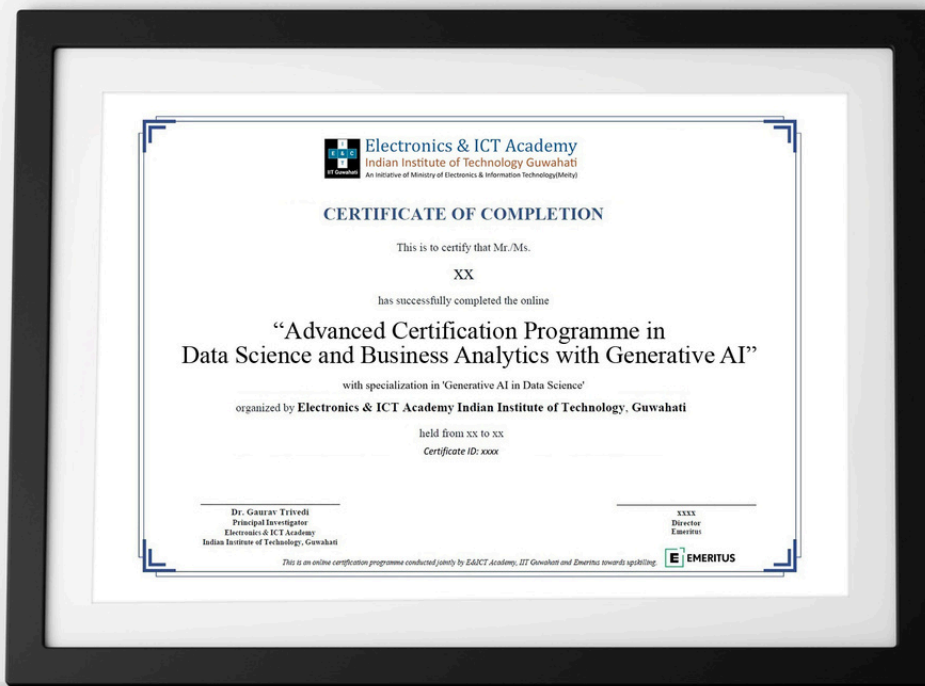 I
E & C
T
IIT Guwahati
Electronics & ICT Academy
Indian Institute of Technology Guwahati
An Initiative of Ministry of Electronics & Information Technology(Meity)
CERTIFICATE OF COMPLETION
This is to certify that Mr./Ms.
XX
has successfully completed the online
“Advanced Certification Programme in
Data Science and Business Analytics with Generative AI”
with specialization in 'Generative AI in Data Science'
organized by Electronics & ICT Academy Indian Institute of Technology, Guwahati
held from xx to xx
Certificate ID: xxxx
Dr. Gaurav Trivedi
Principal Investigator
Electronics & ICT Academy
Indian Institute of Technology, Guwahati
xxxx
Director
Emeritus
This is an online certification programme conducted jointly by E&ICT Academy, IIT Guwahati and Emeritus towards upskilling.
E EMERITUS